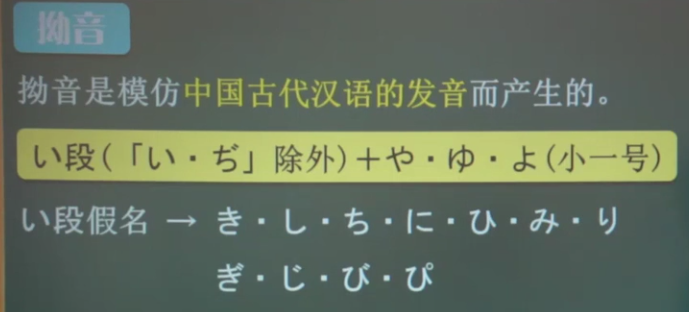 拗音
拗音是模仿中国古代汉语的发音而产生的。
い段(「い・ぢ」除外)+や・ゆ・よ(小一号)
い段假名 → き・し・ち・に・ひ・み・り
ぎ・じ・び・ぴ